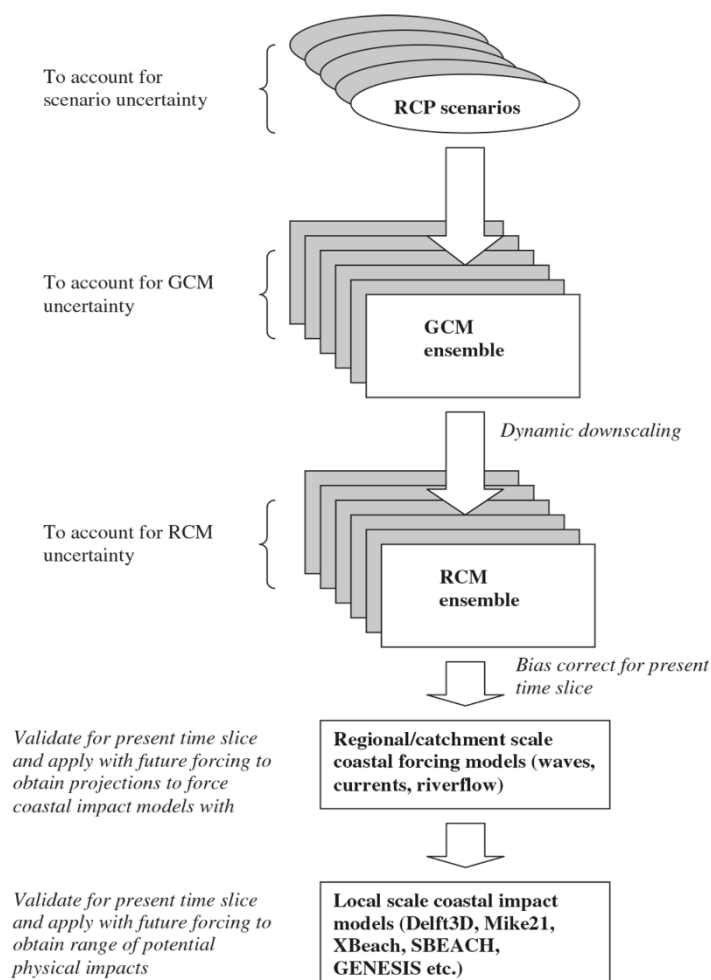 To account for
scenario uncertainty
RCP scenarios
To account for GCM
uncertainty
GCM
ensemble
Dynamic downscaling
To account for RCM
uncertainty
RCM
ensemble
Bias correct for present
time slice
Validate for present time slice
and apply with future forcing to
obtain projections to force
coastal impact models with
Regional/catchment scale
coastal forcing models (waves,
currents, riverflow)
Validate for present time slice
and apply with future forcing to
obtain range of potential
physical impacts
Local scale coastal impact
models (Delft3D, Mike21,
XBeach, SBEACH,
GENESIS etc.)